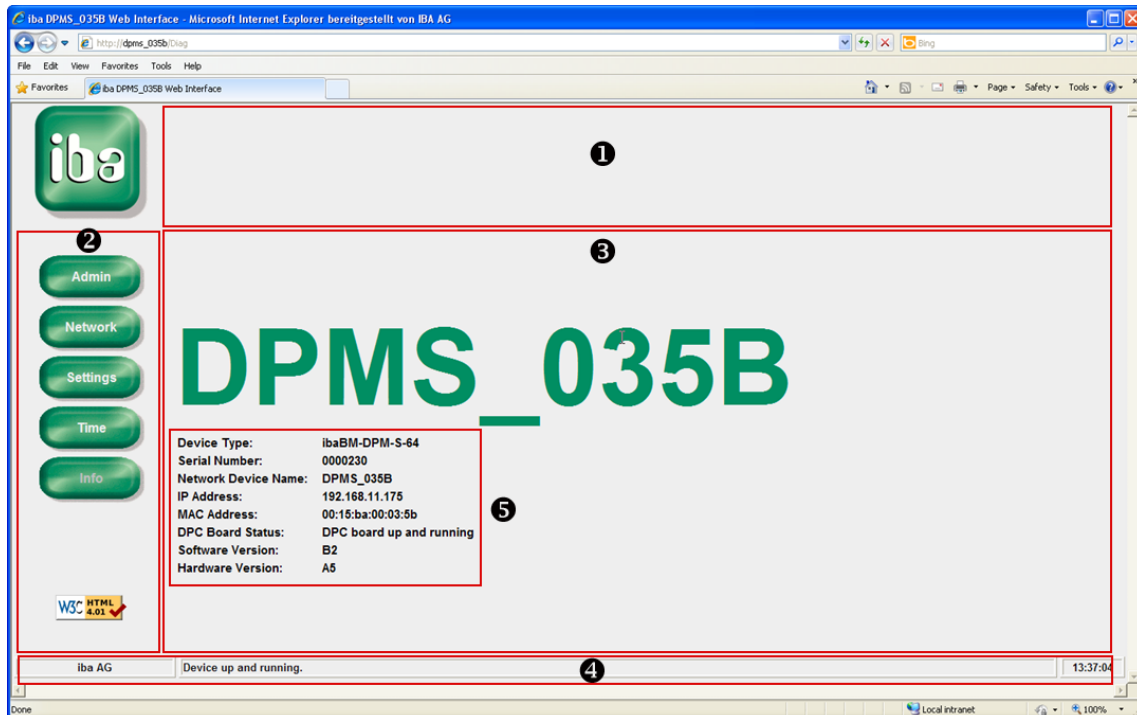 iba DPMS_035B Web Interface - Microsoft Internet Explorer bereitgestellt von IBA AG
http://dpms_035b/Diag
Bing
File Edit View Favorites Tools Help
Favorites iba DPMS_035B Web Interface Page Safety Tools
iba
❶
❷
❸
Admin
Network
Settings
Time
Info
DPMS_035B
Device Type: ibaBM-DPM-S-64
Serial Number: 0000230
Network Device Name: DPMS_035B
IP Address: 192.168.11.175
MAC Address: 00:15:ba:00:03:5b
DPC Board Status: DPC board up and running
Software Version: B2
Hardware Version: A5
❺
W3C HTML 4.01
iba AG Device up and running. ❹ 13:37:04
Done Local intranet 100%